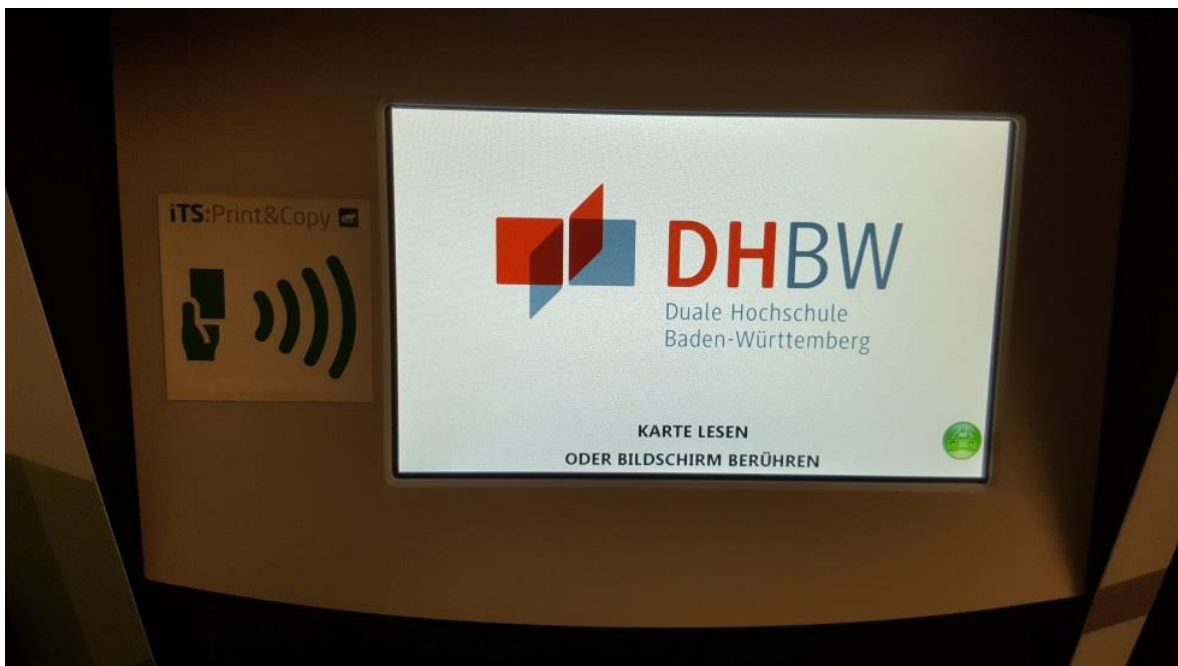 iTS:Print&Copy
DHBW
Duale Hochschule
Baden-Württemberg
KARTE LESEN
ODER BILDSCHIRM BERÜHREN